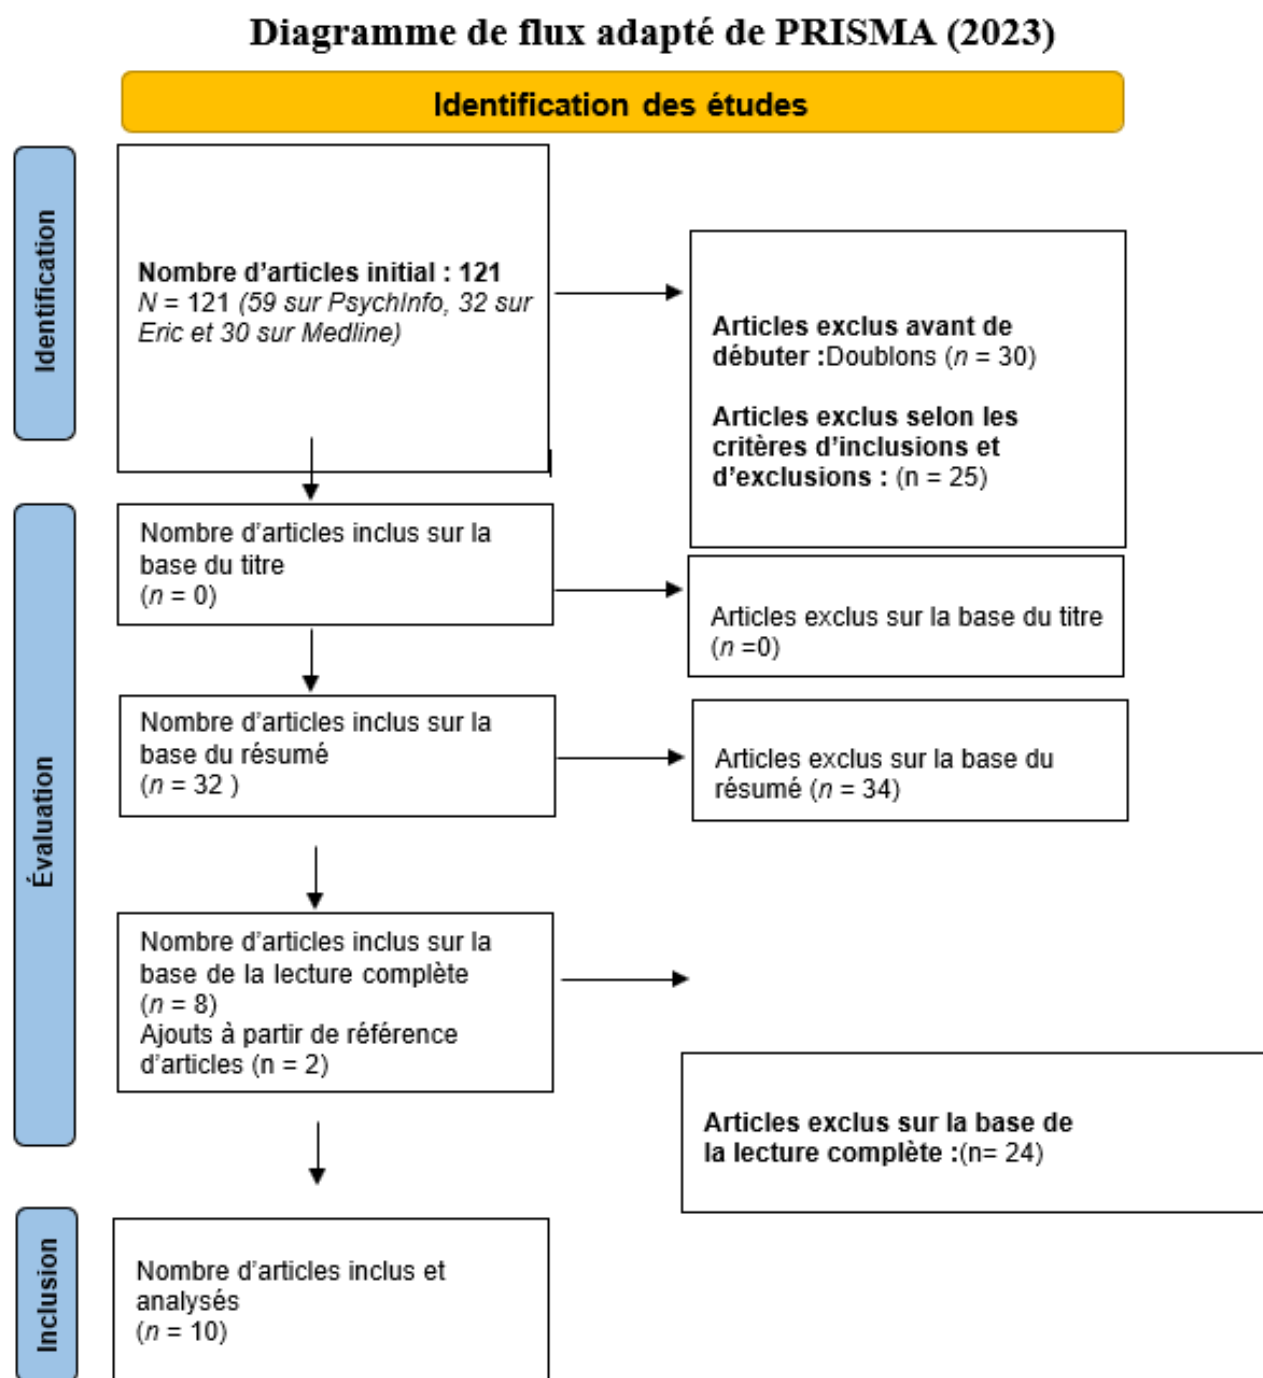 Diagramme de flux adapté de PRISMA (2023)
Identification des études
Identification
Nombre d'articles initial : 121
N = 121 (59 sur PsychInfo, 32 sur
Eric et 30 sur Medline)
Articles exclus avant de
débuter :Doublons (n = 30)
Articles exclus selon les
critères d'inclusions et
d'exclusions : (n = 25)
Évaluation
Nombre d'articles inclus sur la
base du titre
(n = 0)
Articles exclus sur la base du titre
(n =0)
Nombre d'articles inclus sur la
base du résumé
(n = 32 )
Articles exclus sur la base du
résumé (n = 34)
Nombre d'articles inclus sur la
base de la lecture complète
(n = 8)
Ajouts à partir de référence
d'articles (n = 2)
Articles exclus sur la base de
la lecture complète :(n= 24)
Inclusion
Nombre d'articles inclus et
analysés
(n = 10)